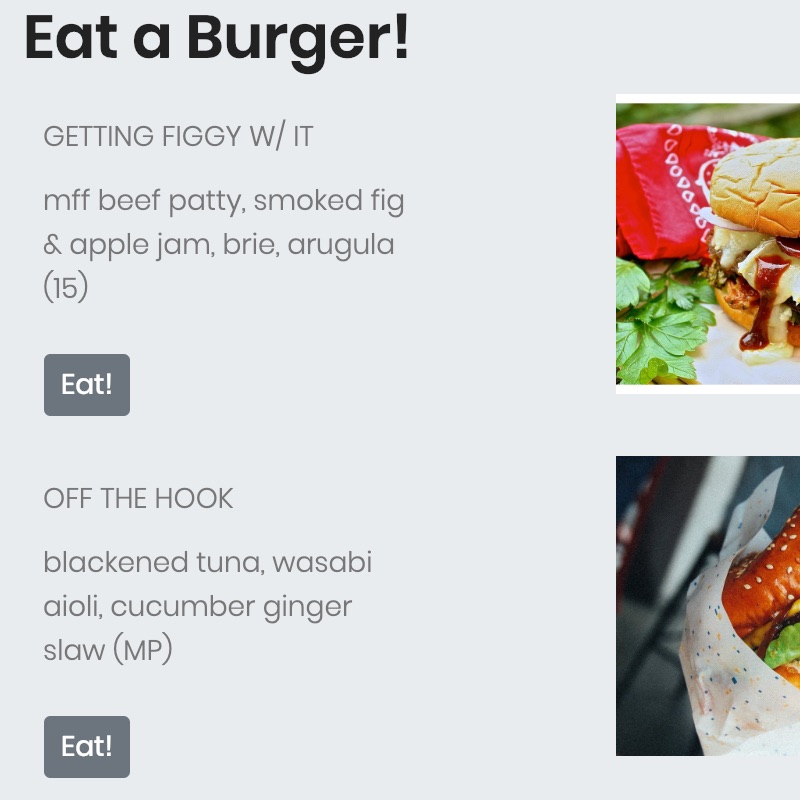 Eat a Burger!
GETTING FIGGY W/ IT
mff beef patty, smoked fig
& apple jam, brie, arugula
(15)
Eat!
OFF THE HOOK
blackened tuna, wasabi
aioli, cucumber ginger
slaw (MP)
Eat!